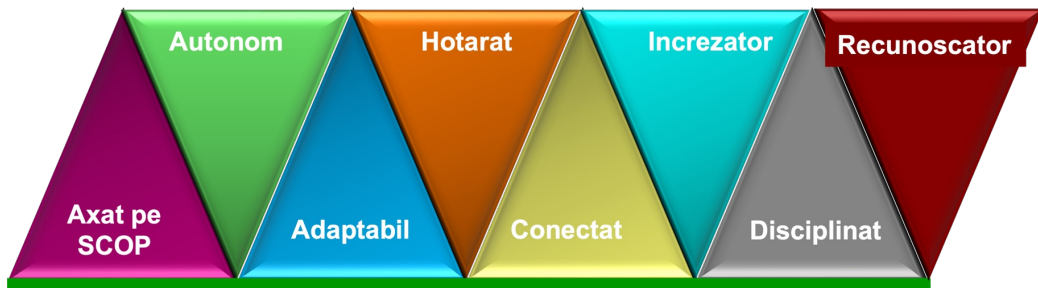 Autonom
Hotarat
Increzator
Recunoscator
Axat pe
SCOP
Adaptabil
Conectat
Disciplinat